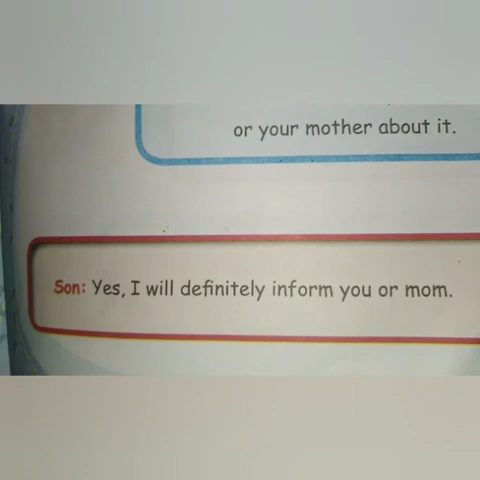 or your mother about it.
Son: Yes, I will definitely inform you or mom.